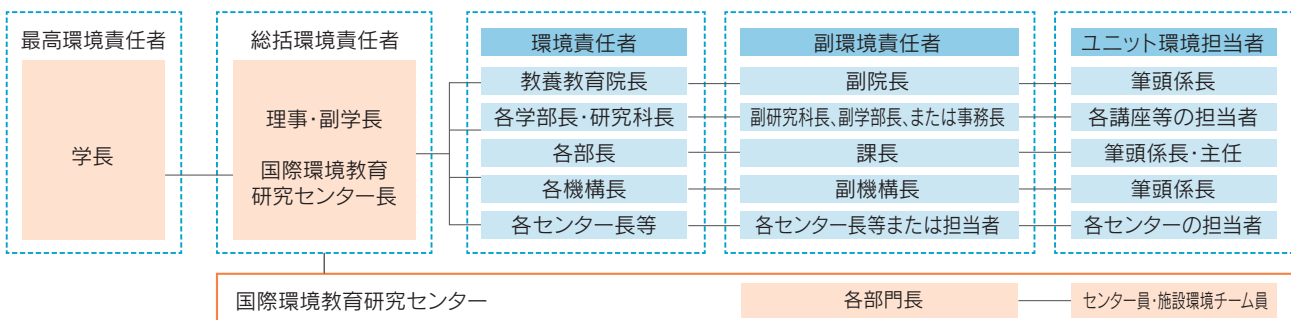 最高環境責任者
学長
総括環境責任者
理事・副学長
国際環境教育
研究センター長
環境責任者
副環境責任者
ユニット環境担当者
教養教育院長
副院長
筆頭係長
各学部長・研究科長
副研究科長、副学部長、または事務長
各講座等の担当者
各部長
課長
筆頭係長・主任
各機構長
副機構長
筆頭係長
各センター長等
各センター長等または担当者
各センターの担当者
国際環境教育研究センター
各部門長
センター員・施設環境チーム員